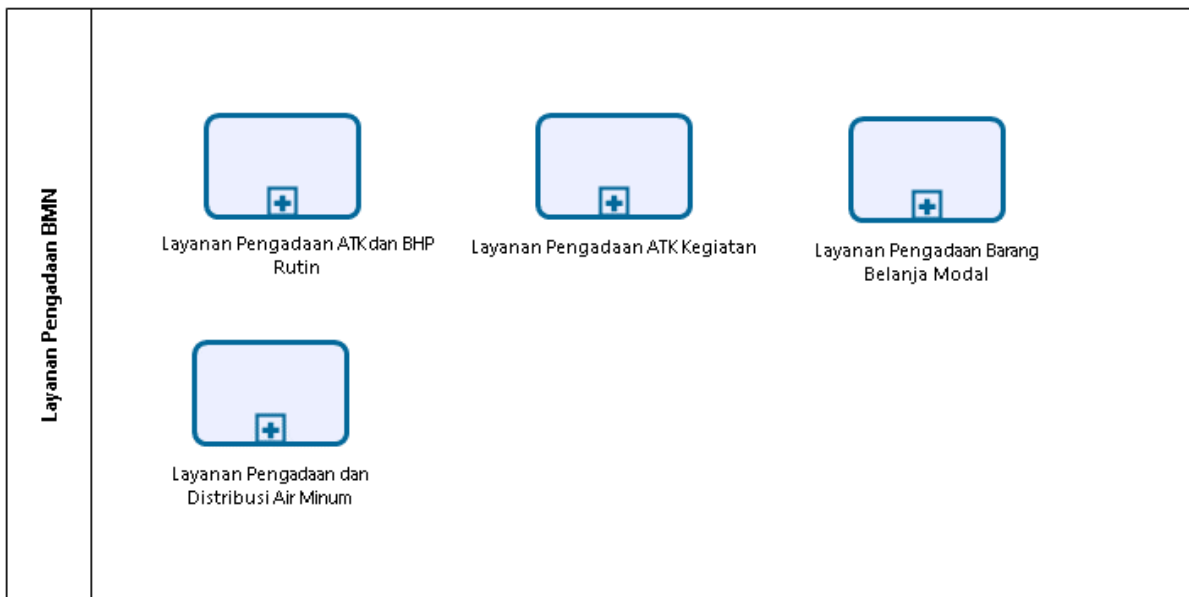 Layanan Pengadaan BMN
Layanan Pengadaan ATK dan BHP
Rutin
Layanan Pengadaan ATK Kegiatan
Layanan Pengadaan Barang
Belanja Modal
Layanan Pengadaan dan
Distribusi Air Minum